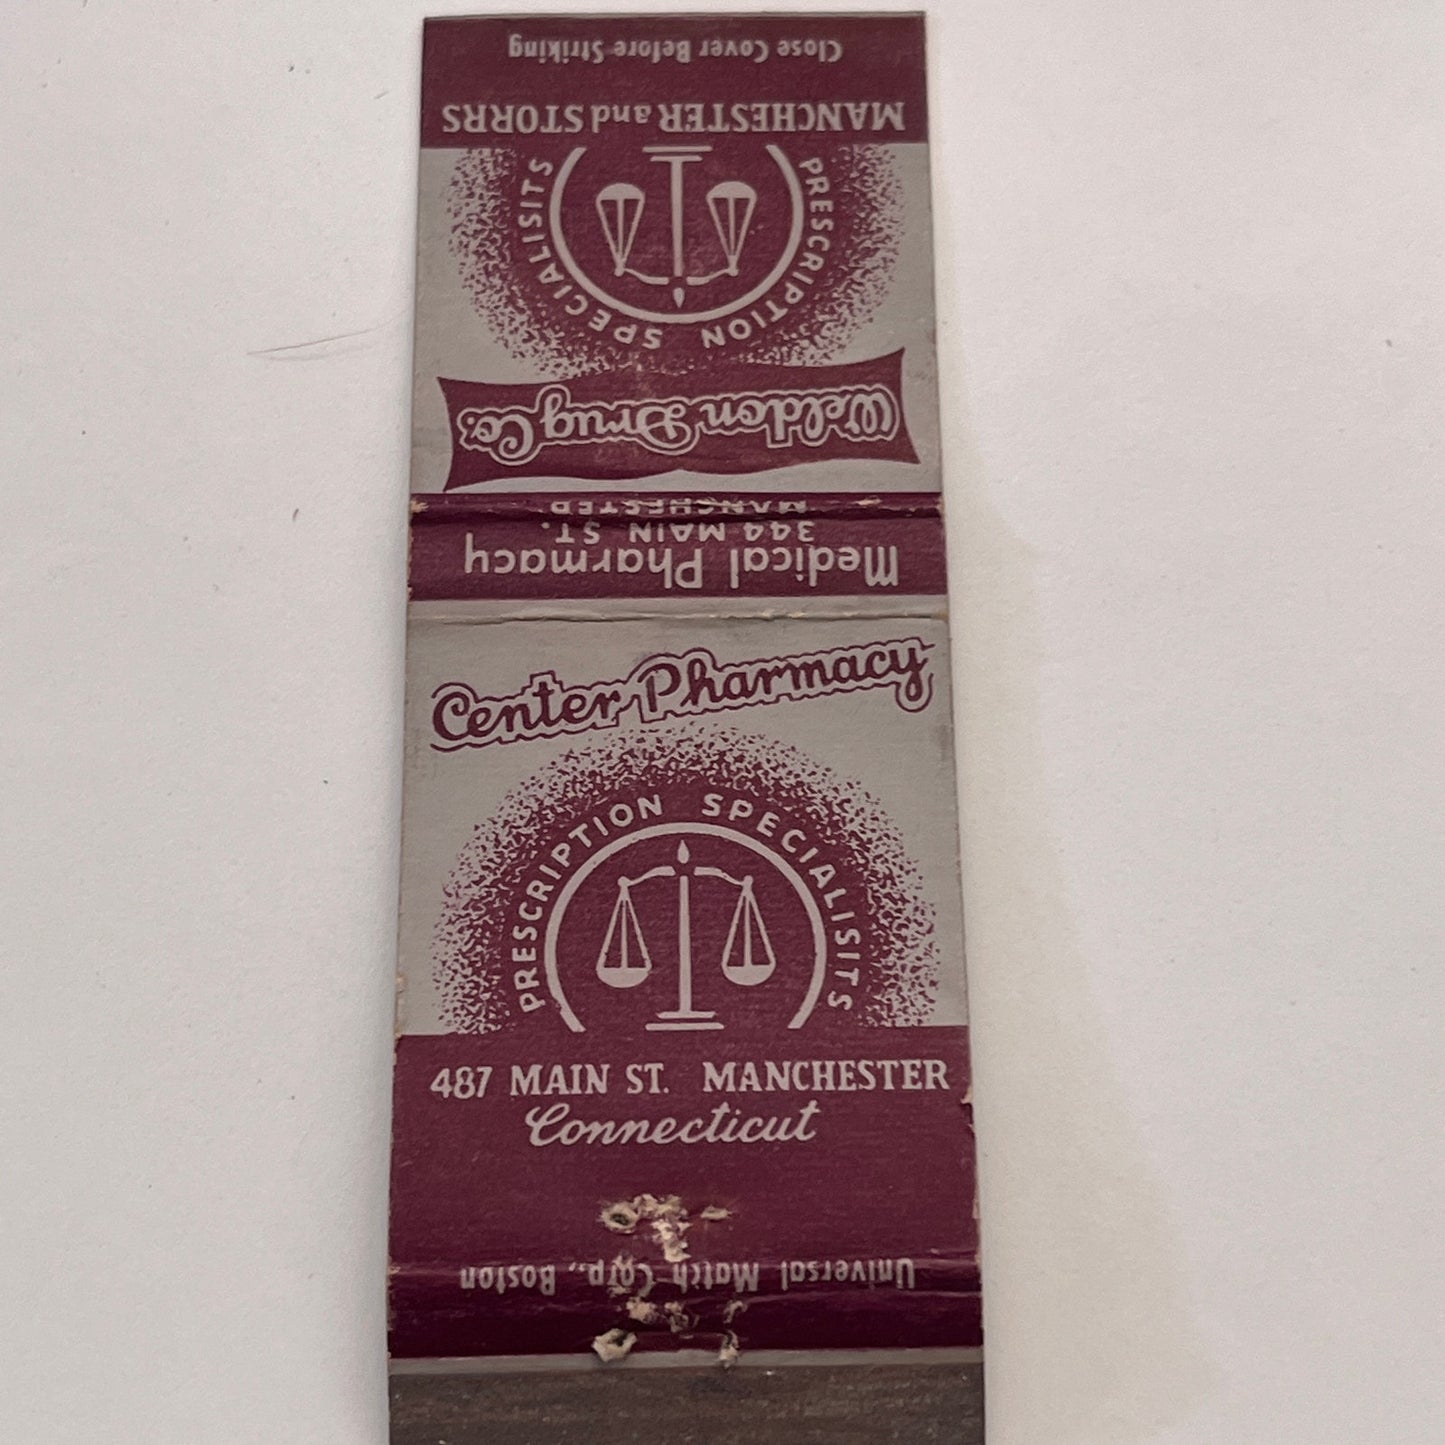 Close Cover Before Striking
MANCHESTER and STORRS
PRESCRIPTION SPECIALISITS
Weldon Drug Co.
MANCHESTER
344 MAIN ST.
Medical Pharmacy
Center Pharmacy
PRESCRIPTION SPECIALISITS
487 MAIN ST. MANCHESTER
Connecticut
Universal Match Corp., Boston